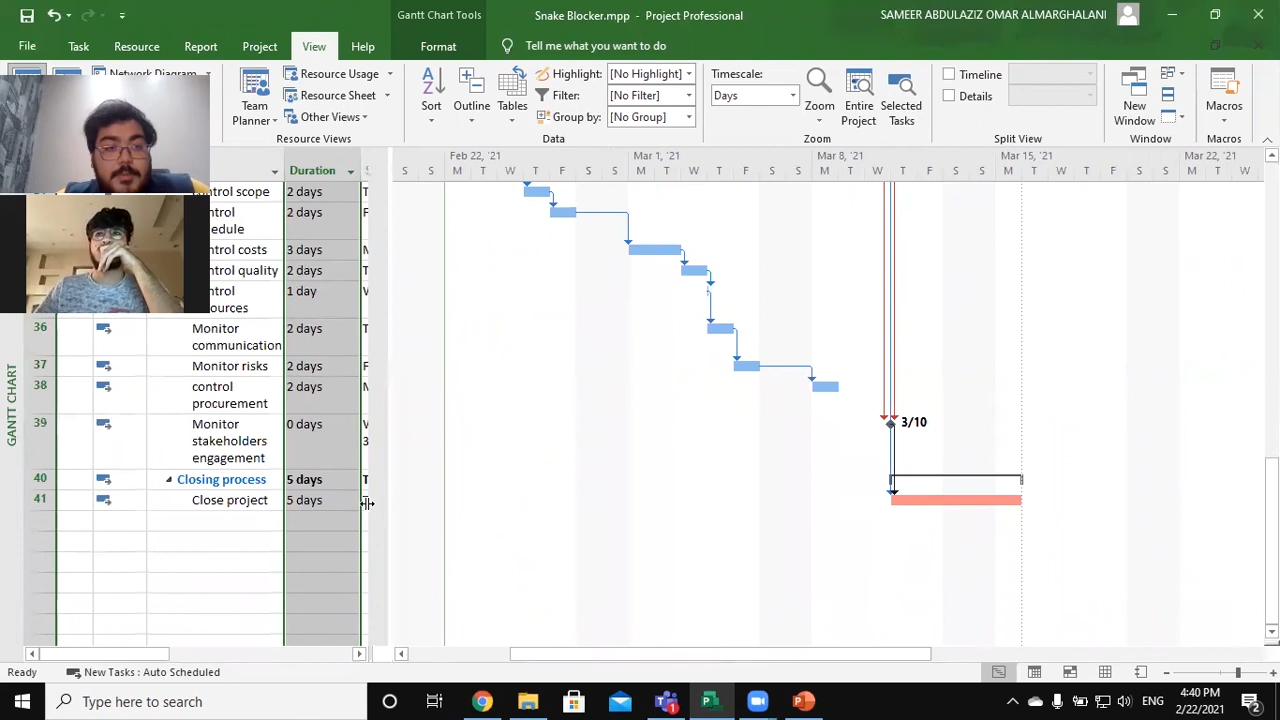 Gantt Chart Tools
Snake Blocker.mpp - Project Professional
SAMEER ABDULAZIZ OMAR ALMARGHALANI
File
Task
Resource
Report
Project
View
Help
Format
Tell me what you want to do
Network Diagram
Team
Planner
Resource Usage
Resource Sheet
Other Views
Resource Views
Sort
Outline
Tables
Highlight:
[No Highlight]
Filter:
[No Filter]
Group by:
[No Group]
Data
Timescale:
Days
Zoom
Entire
Project
Selected
Tasks
Zoom
Timeline
Details
Split View
New
Window
Window
Macros
Macros
Duration
Feb 22, '21
Mar 1, '21
Mar 8, '21
Mar 15, '21
Mar 22, '21
S S M T W T F S S M T W T F S S M T W T F S S M T W T F S S M T W
control scope
2 days
T
2 days
F
control costs
3 days
M
control quality
2 days
T
1 day
W
36
Monitor
communication
2 days
T
37
Monitor risks
2 days
F
38
control
procurement
2 days
M
39
Monitor
stakeholders
engagement
0 days
W
3
3/10
40
Closing process
5 days
T
41
Close project
5 days
GANTT CHART
Ready
New Tasks : Auto Scheduled
Type here to search
ENG
4:40 PM
2/22/2021
2